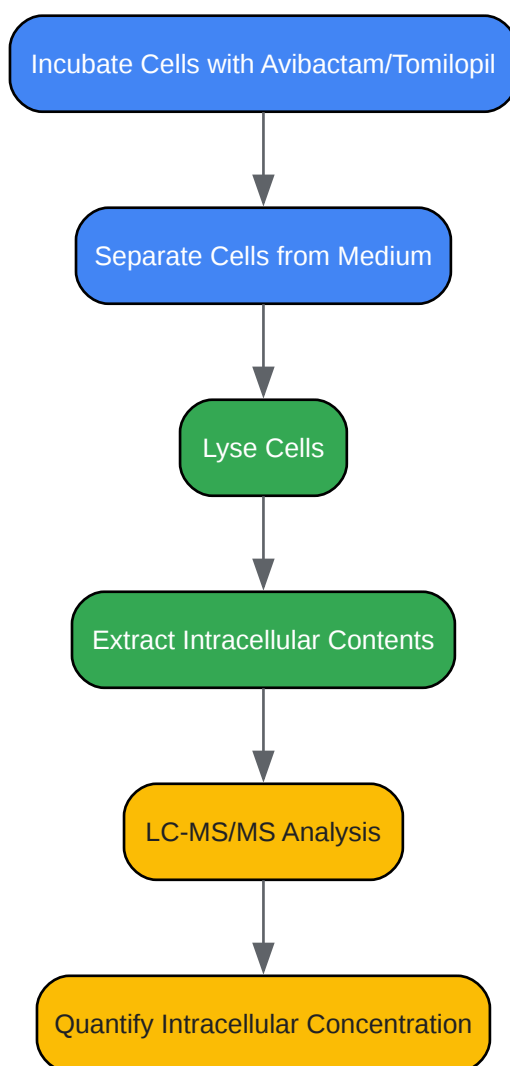 Incubate Cells with Avibactam/Tomilopil
Separate Cells from Medium
Lyse Cells
Extract Intracellular Contents
LC-MS/MS Analysis
Quantify Intracellular Concentration